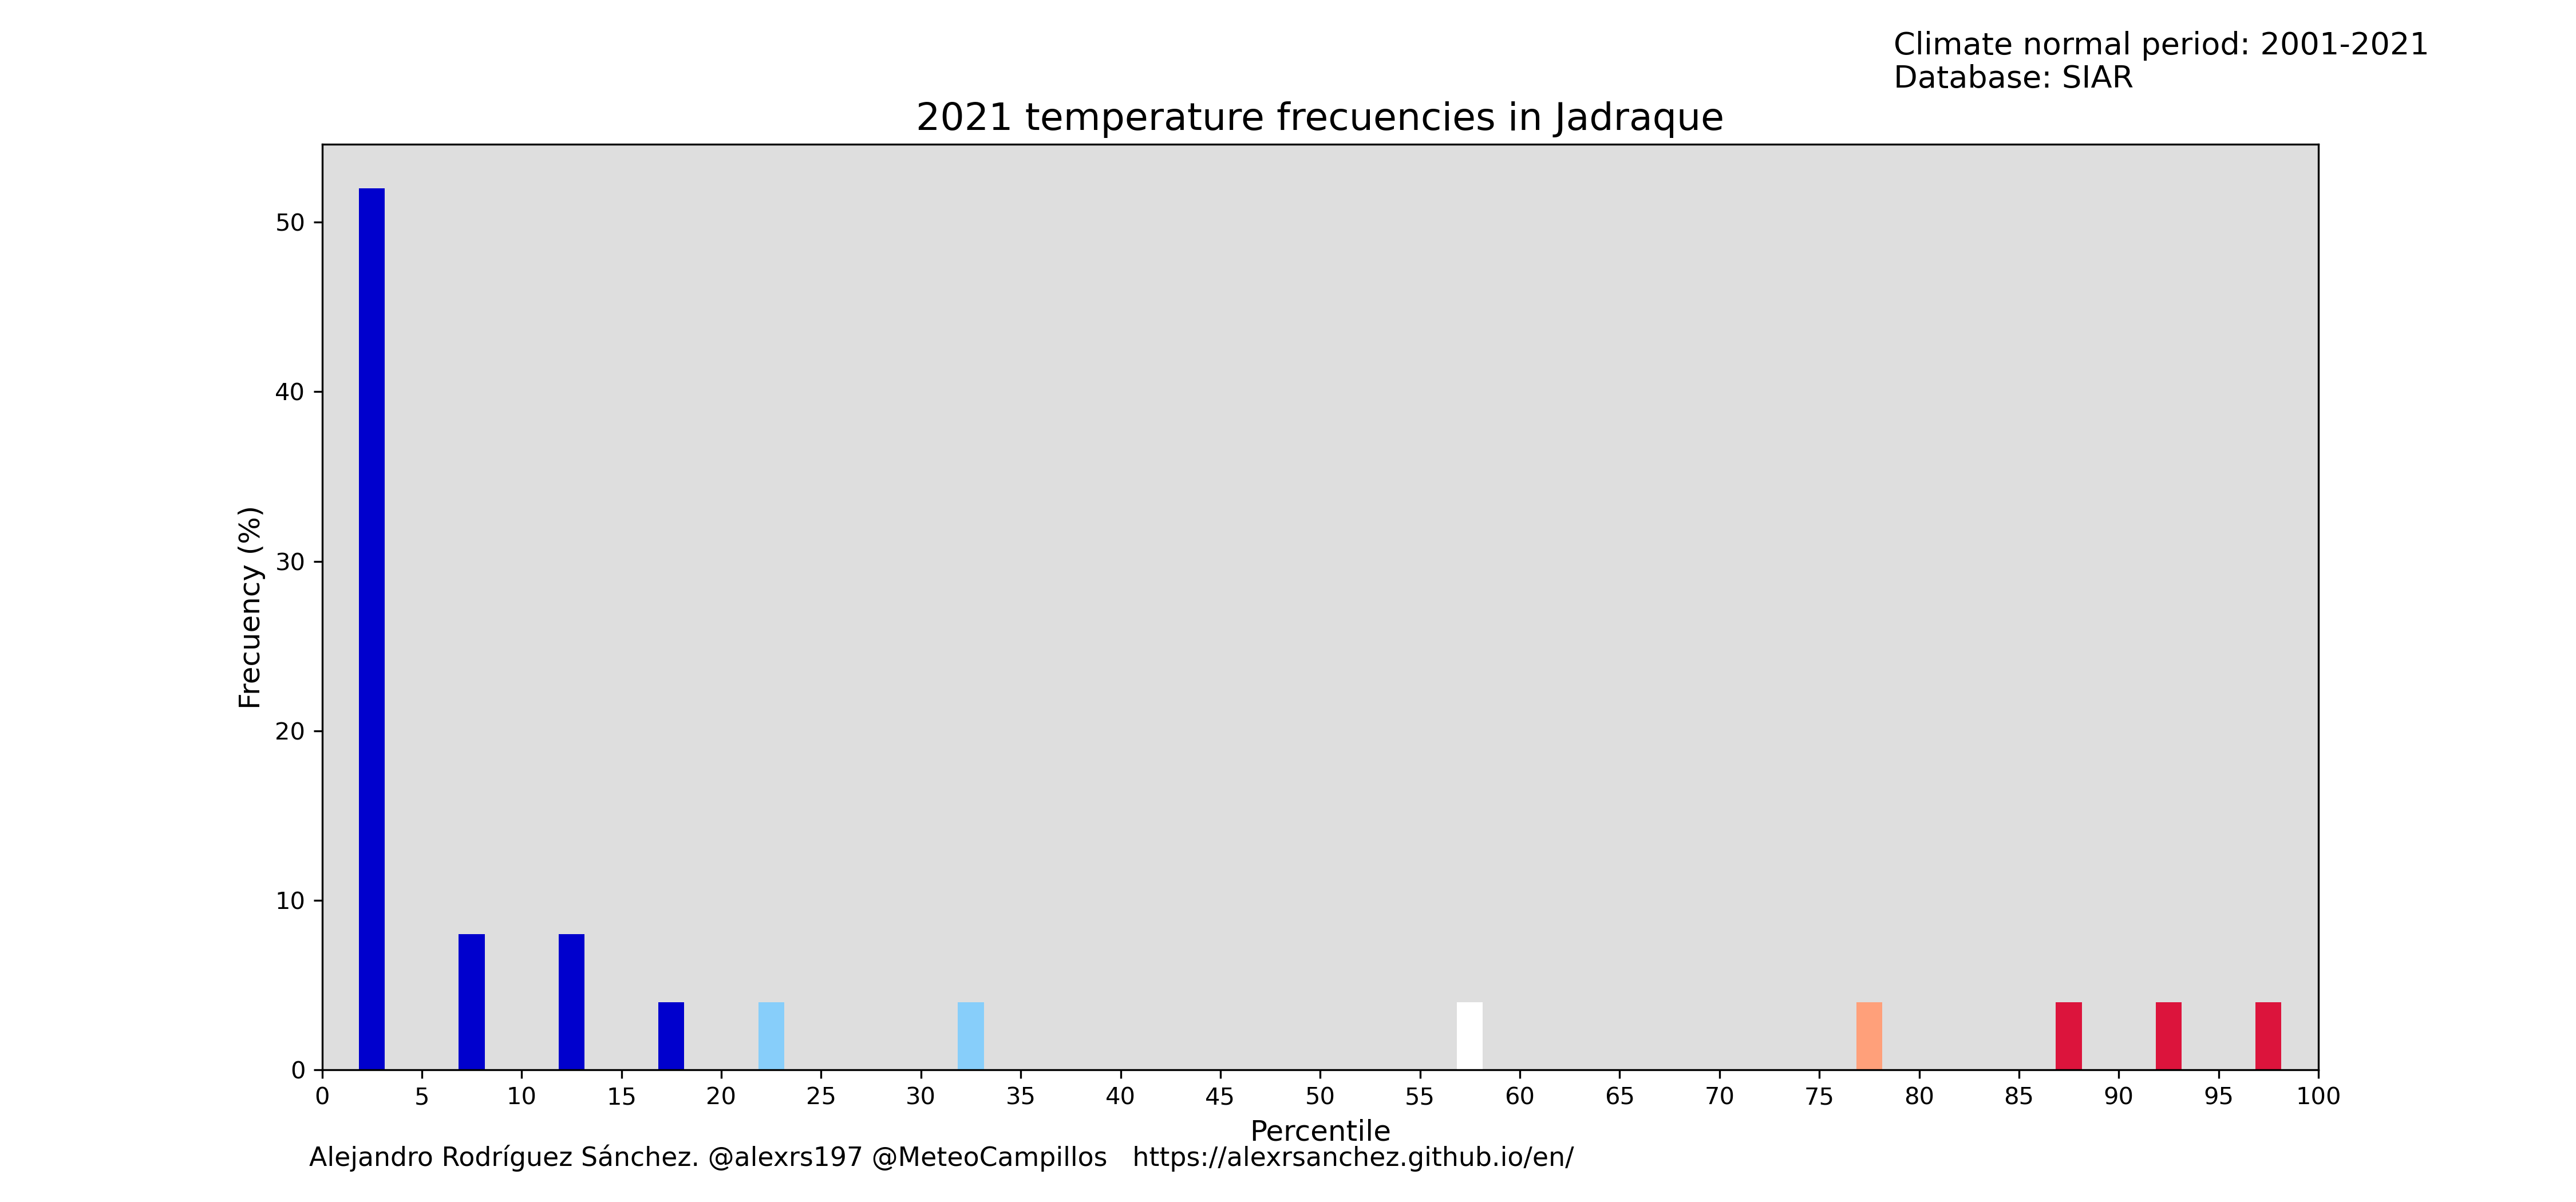 Climate normal period: 2001-2021
Database: SIAR
2021 temperature frecuencies in Jadraque
Frecuency (%)
50
40
30
20
10
0
0 5 10 15 20 25 30 35 40 45 50 55 60 65 70 75 80 85 90 95 100
Percentile
Alejandro Rodríguez Sánchez. @alexrs197 @MeteoCampillos https://alexrsanchez.github.io/en/